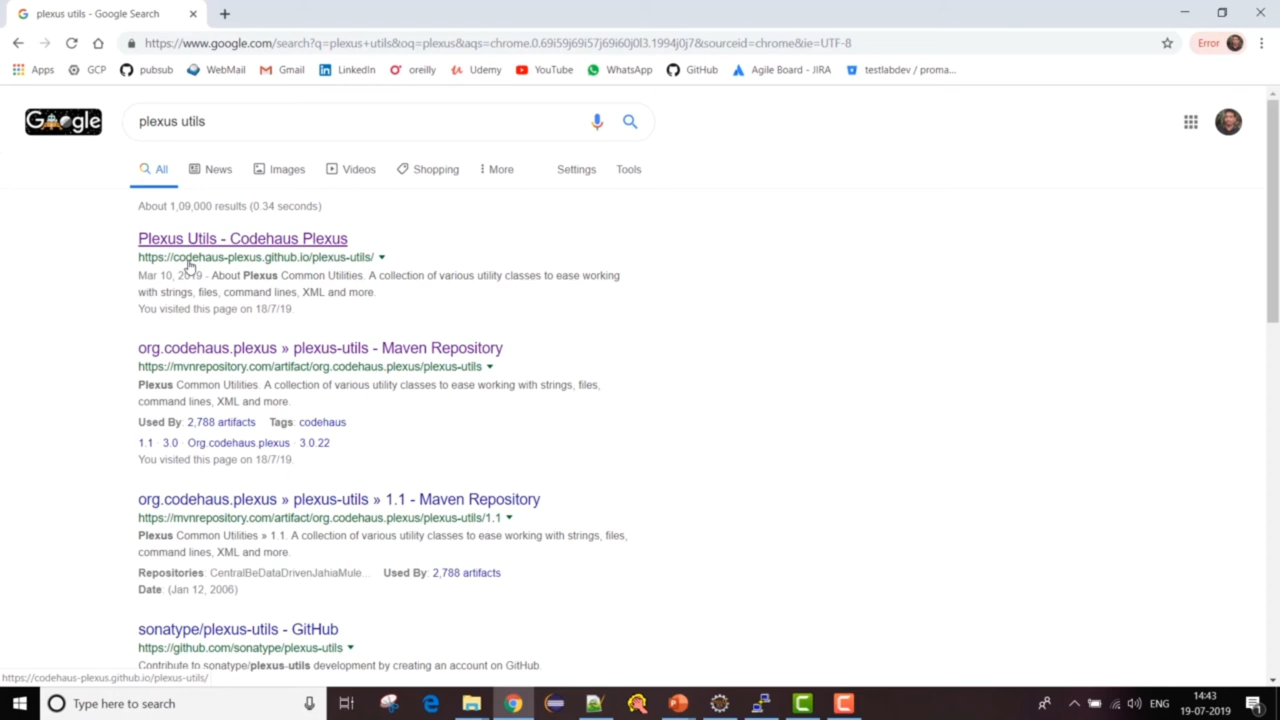 plexus utils - Google Search
https://www.google.com/search?q=plexus+utils&oq=plexus&aqs=chrome.0.69i59j69i57j69i60j0l3.1994j0j7&sourceid=chrome&ie=UTF-8
Error
Apps GCP pubsub WebMail Gmail LinkedIn oreilly Udemy YouTube WhatsApp GitHub Agile Board - JIRA testlabdev / proma...
Google
plexus utils
All News Images Videos Shopping More Settings Tools
About 1,09,000 results (0.34 seconds)
Plexus Utils - Codehaus Plexus
https://codehaus-plexus.github.io/plexus-utils/
Mar 10, 2019 - About Plexus Common Utilities. A collection of various utility classes to ease working
with strings, files, command lines, XML and more.
You visited this page on 18/7/19.
org.codehaus.plexus » plexus-utils - Maven Repository
https://mvnrepository.com/artifact/org.codehaus.plexus/plexus-utils
Plexus Common Utilities. A collection of various utility classes to ease working with strings, files,
command lines, XML and more.
Used By: 2,788 artifacts Tags: codehaus
1.1 · 3.0 · Org codehaus plexus · 3.0.22
You visited this page on 18/7/19.
org.codehaus.plexus » plexus-utils » 1.1 - Maven Repository
https://mvnrepository.com/artifact/org.codehaus.plexus/plexus-utils/1.1
Plexus Common Utilities » 1.1. A collection of various utility classes to ease working with strings, files,
command lines, XML and more.
Repositories: CentralBeDataDrivenJahiaMule... Used By: 2,788 artifacts
Date: (Jan 12, 2006)
sonatype/plexus-utils - GitHub
https://github.com/sonatype/plexus-utils
Contribute to sonatype/plexus-utils development by creating an account on GitHub.
https://codehaus-plexus.github.io/plexus-utils/
Type here to search
ENG
14:43
19-07-2019
1